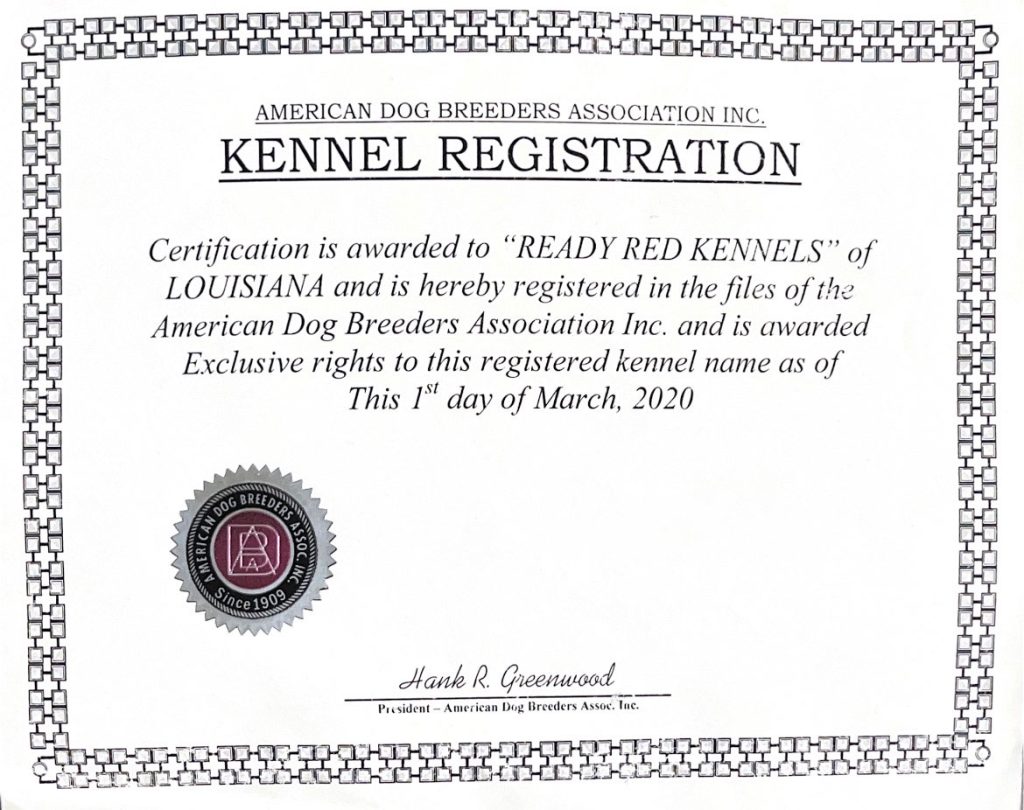 AMERICAN DOG BREEDERS ASSOCIATION INC.
KENNEL REGISTRATION
Certification is awarded to “READY RED KENNELS” of
LOUISIANA and is hereby registered in the files of the
American Dog Breeders Association Inc. and is awarded
Exclusive rights to this registered kennel name as of
This 1st day of March, 2020
AMERICAN DOG BREEDERS ASSOC. INC.
ADBA
Since 1909
Hank R. Greenwood
President – American Dog Breeders Assoc. Inc.